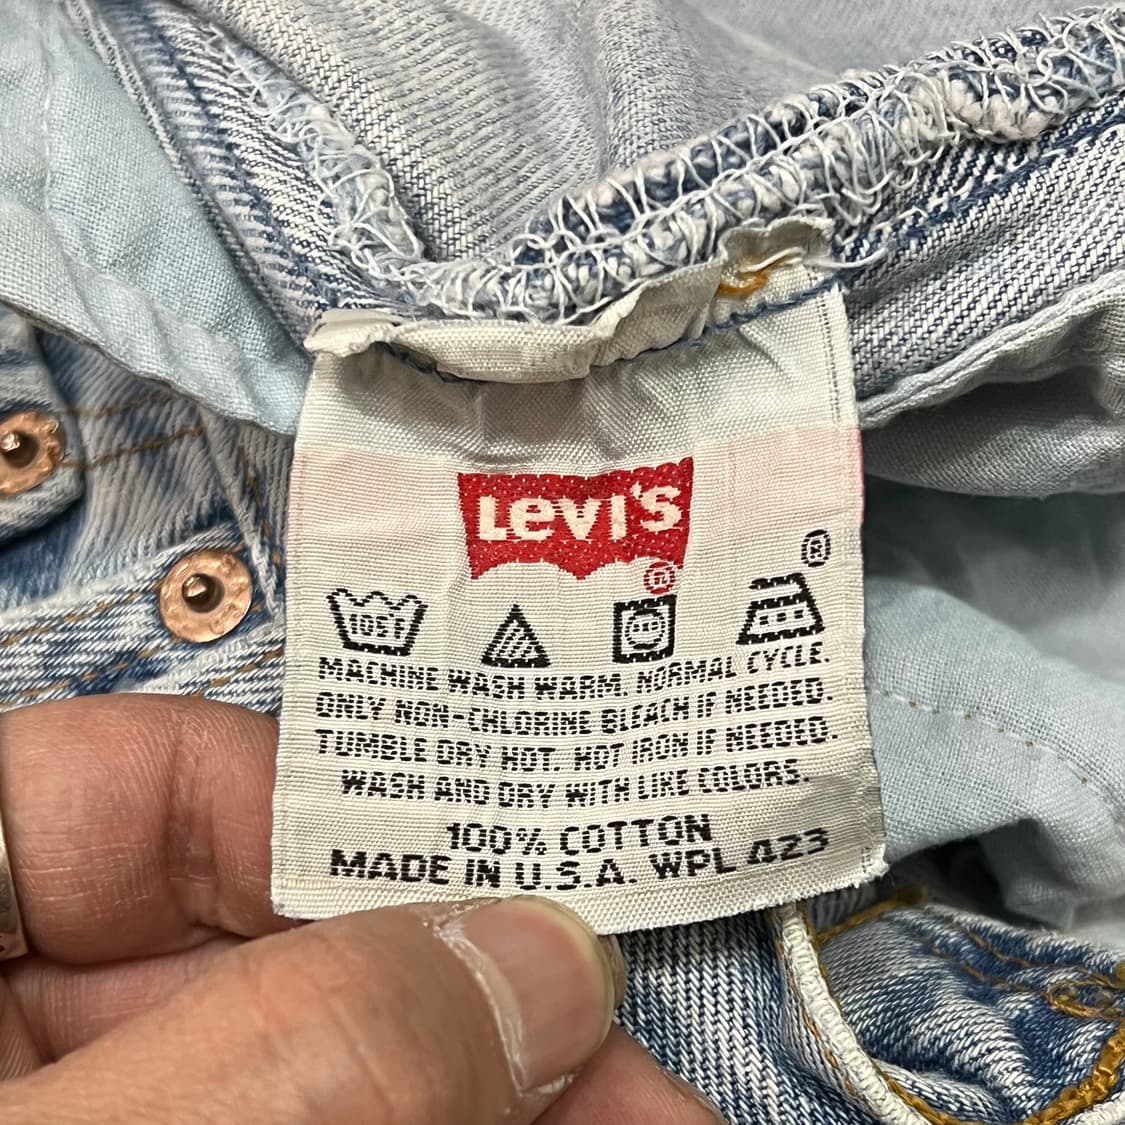 Levi's
®
®
105F
MACHINE WASH WARM. NORMAL CYCLE.
ONLY NON-CHLORINE BLEACH IF NEEDED.
TUMBLE DRY HOT. HOT IRON IF NEEDED.
WASH AND DRY WITH LIKE COLORS.
100% COTTON
MADE IN U.S.A. WPL 423